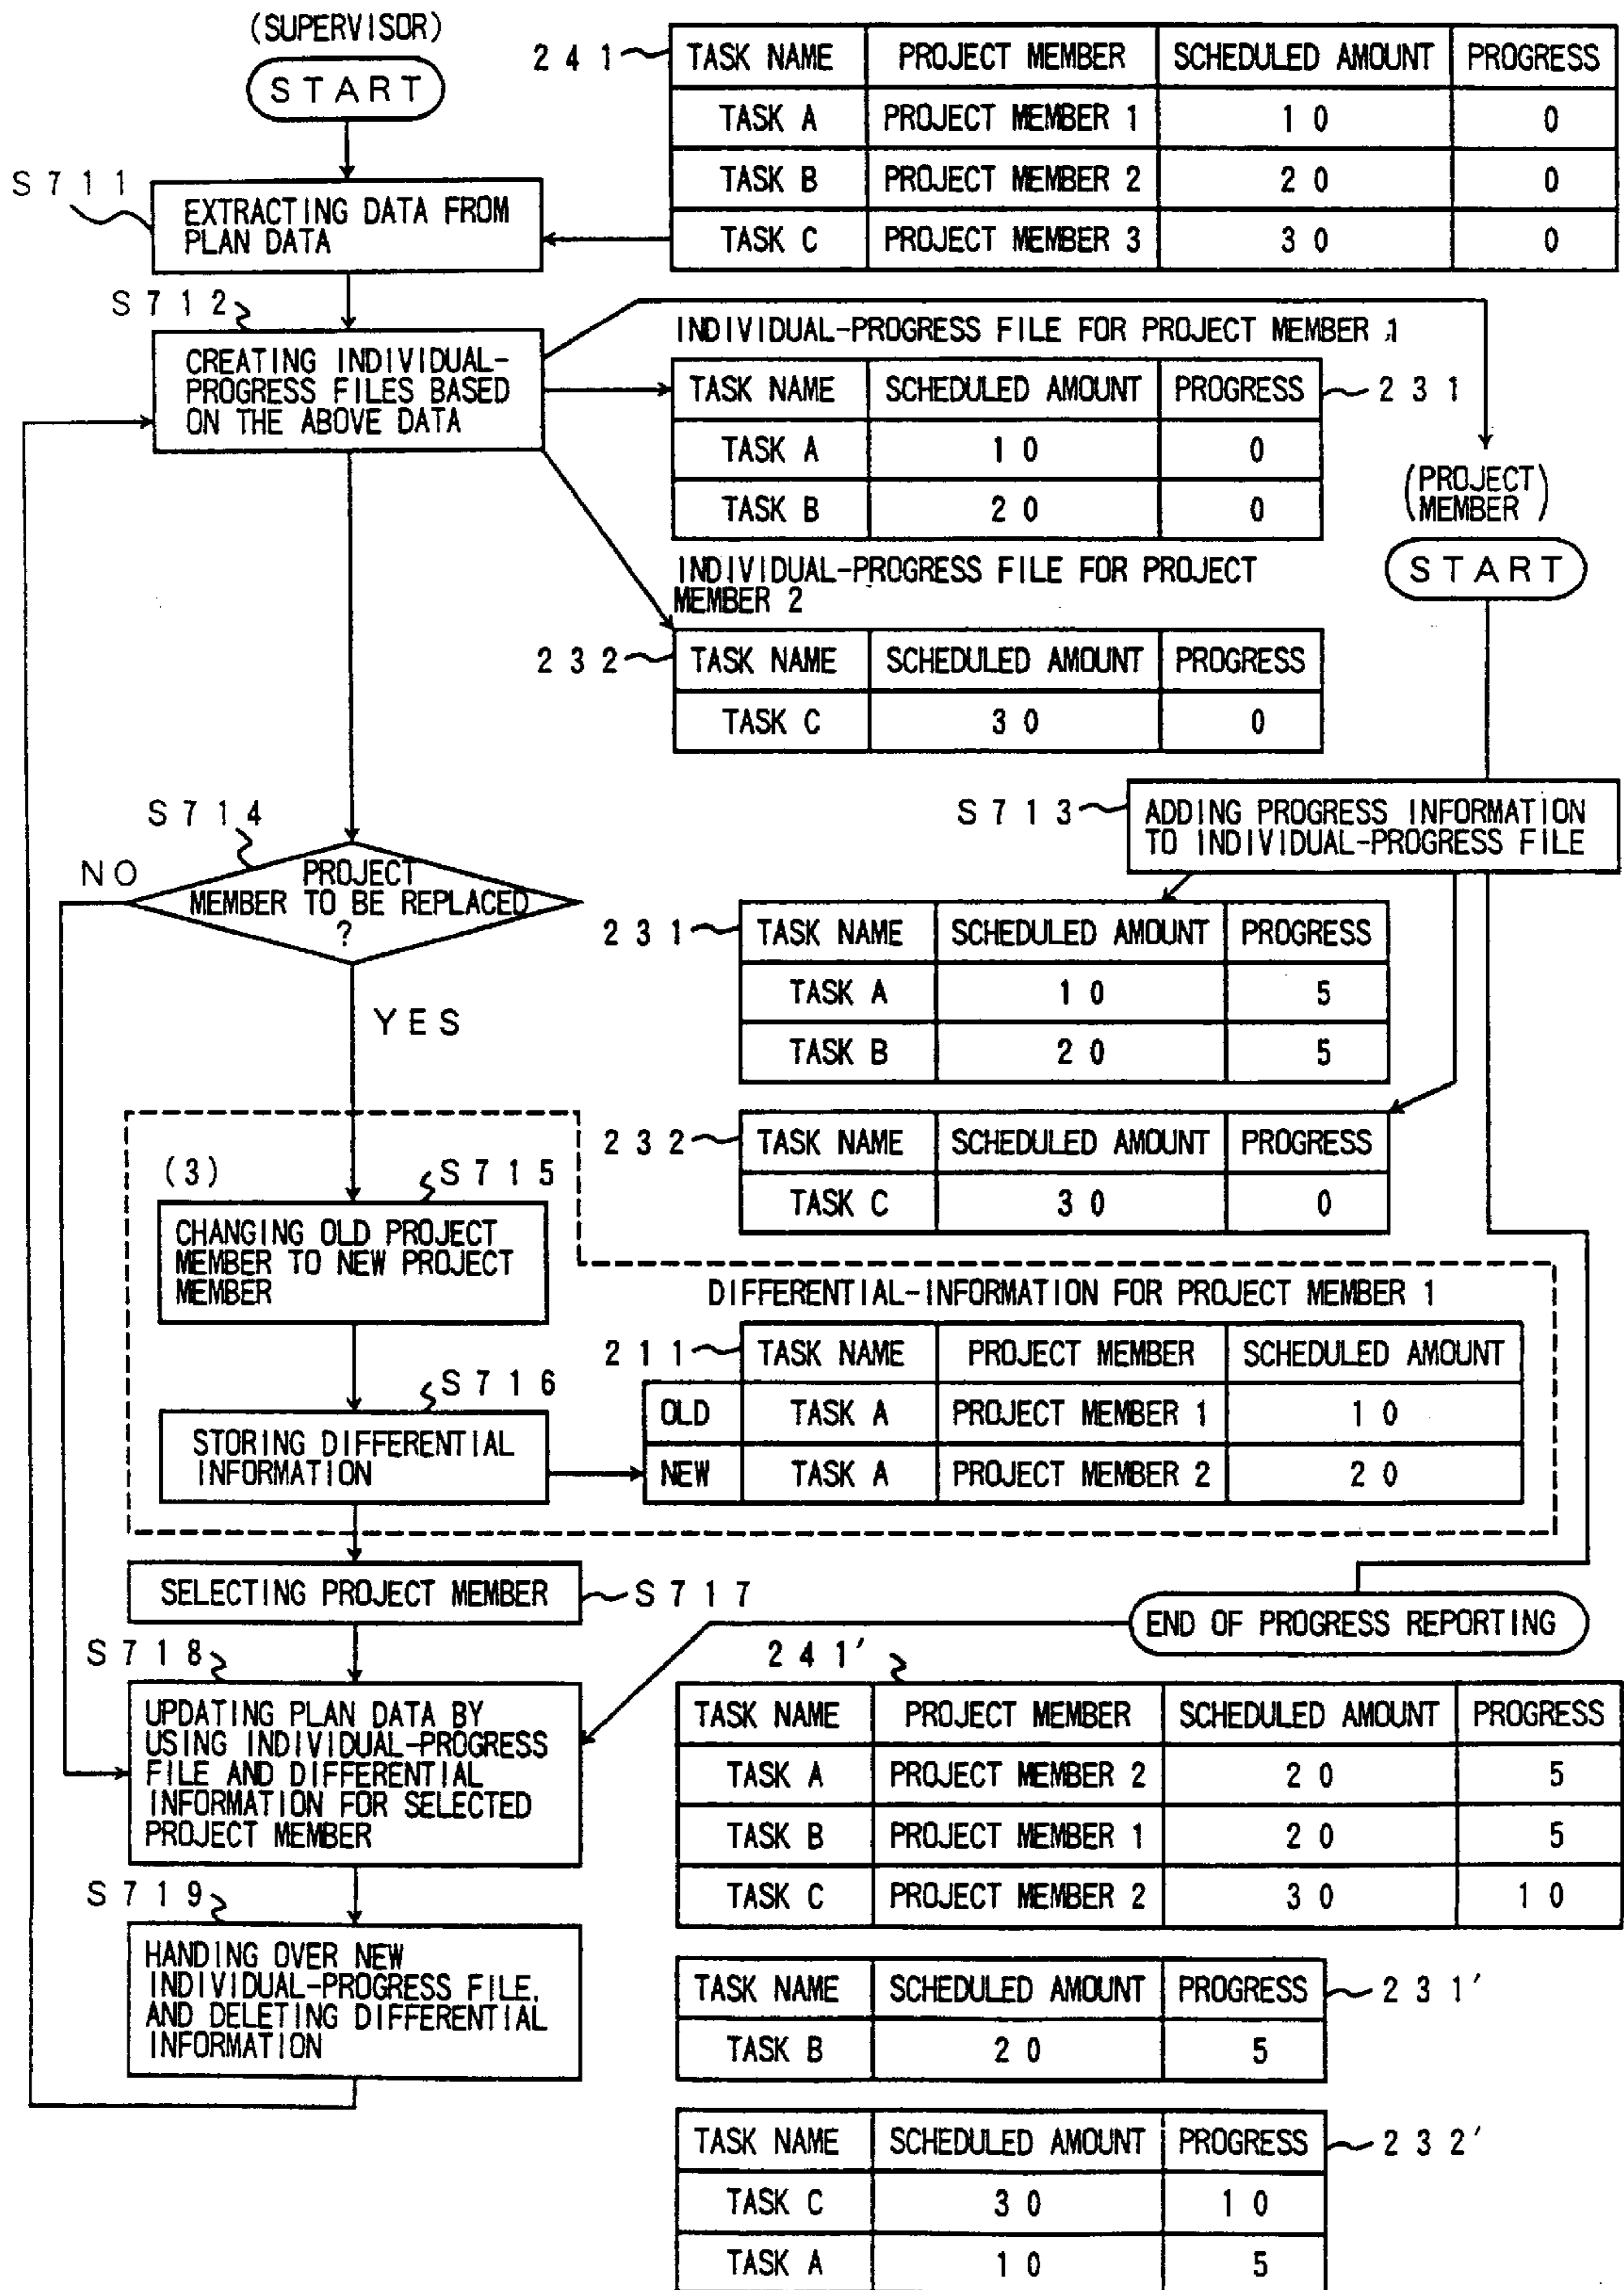 (SUPERVISOR)
START
241
TASK NAME PROJECT MEMBER SCHEDULED AMOUNT PROGRESS
TASK A PROJECT MEMBER 1 10 0
TASK B PROJECT MEMBER 2 20 0
TASK C PROJECT MEMBER 3 30 0
S711
EXTRACTING DATA FROM
PLAN DATA
S712
CREATING INDIVIDUAL-
PROGRESS FILES BASED
ON THE ABOVE DATA
INDIVIDUAL-PROGRESS FILE FOR PROJECT MEMBER 1
TASK NAME SCHEDULED AMOUNT PROGRESS
231
TASK A 10 0
TASK B 20 0
(PROJECT
MEMBER)
START
INDIVIDUAL-PROGRESS FILE FOR PROJECT
MEMBER 2
232
TASK NAME SCHEDULED AMOUNT PROGRESS
TASK C 30 0
S713
ADDING PROGRESS INFORMATION
TO INDIVIDUAL-PROGRESS FILE
S714
NO
PROJECT
MEMBER TO BE REPLACED
?
YES
231
TASK NAME SCHEDULED AMOUNT PROGRESS
TASK A 10 5
TASK B 20 5
232
TASK NAME SCHEDULED AMOUNT PROGRESS
TASK C 30 0
(3)
S715
CHANGING OLD PROJECT
MEMBER TO NEW PROJECT
MEMBER
DIFFERENTIAL-INFORMATION FOR PROJECT MEMBER 1
211
TASK NAME PROJECT MEMBER SCHEDULED AMOUNT
OLD TASK A PROJECT MEMBER 1 10
NEW TASK A PROJECT MEMBER 2 20
S716
STORING DIFFERENTIAL
INFORMATION
SELECTING PROJECT MEMBER
S717
END OF PROGRESS REPORTING
S718
UPDATING PLAN DATA BY
USING INDIVIDUAL-PROGRESS
FILE AND DIFFERENTIAL
INFORMATION FOR SELECTED
PROJECT MEMBER
241'
TASK NAME PROJECT MEMBER SCHEDULED AMOUNT PROGRESS
TASK A PROJECT MEMBER 2 20 5
TASK B PROJECT MEMBER 1 20 5
TASK C PROJECT MEMBER 2 30 10
S719
HANDING OVER NEW
INDIVIDUAL-PROGRESS FILE,
AND DELETING DIFFERENTIAL
INFORMATION
TASK NAME SCHEDULED AMOUNT PROGRESS
231'
TASK B 20 5
TASK NAME SCHEDULED AMOUNT PROGRESS
232'
TASK C 30 10
TASK A 10 5